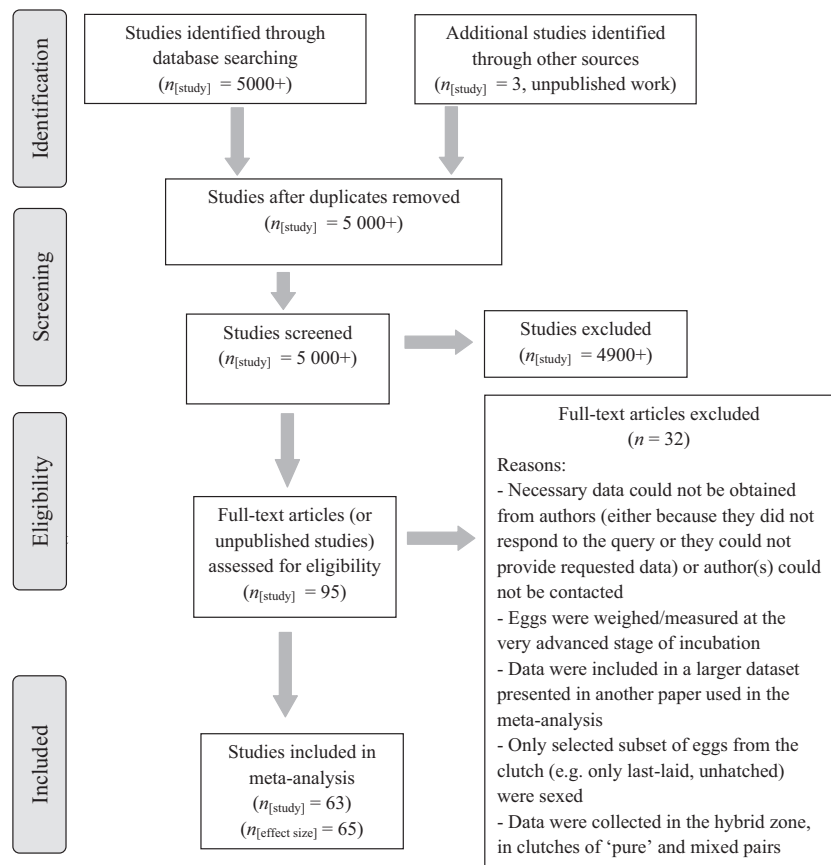 Identification
Studies identified through
database searching
(n[study] = 5000+)
Additional studies identified
through other sources
(n[study] = 3, unpublished work)
Studies after duplicates removed
(n[study] = 5 000+)
Screening
Studies screened
(n[study] = 5 000+)
Studies excluded
(n[study] = 4900+)
Eligibility
Full-text articles (or
unpublished studies)
assessed for eligibility
(n[study] = 95)
Full-text articles excluded
(n = 32)
Reasons:
- Necessary data could not be obtained
from authors (either because they did not
respond to the query or they could not
provide requested data) or author(s) could
not be contacted
- Eggs were weighed/measured at the
very advanced stage of incubation
- Data were included in a larger dataset
presented in another paper used in the
meta-analysis
- Only selected subset of eggs from the
clutch (e.g. only last-laid, unhatched)
were sexed
- Data were collected in the hybrid zone,
in clutches of ‘pure’ and mixed pairs
Included
Studies included in
meta-analysis
(n[study] = 63)
(n[effect size] = 65)